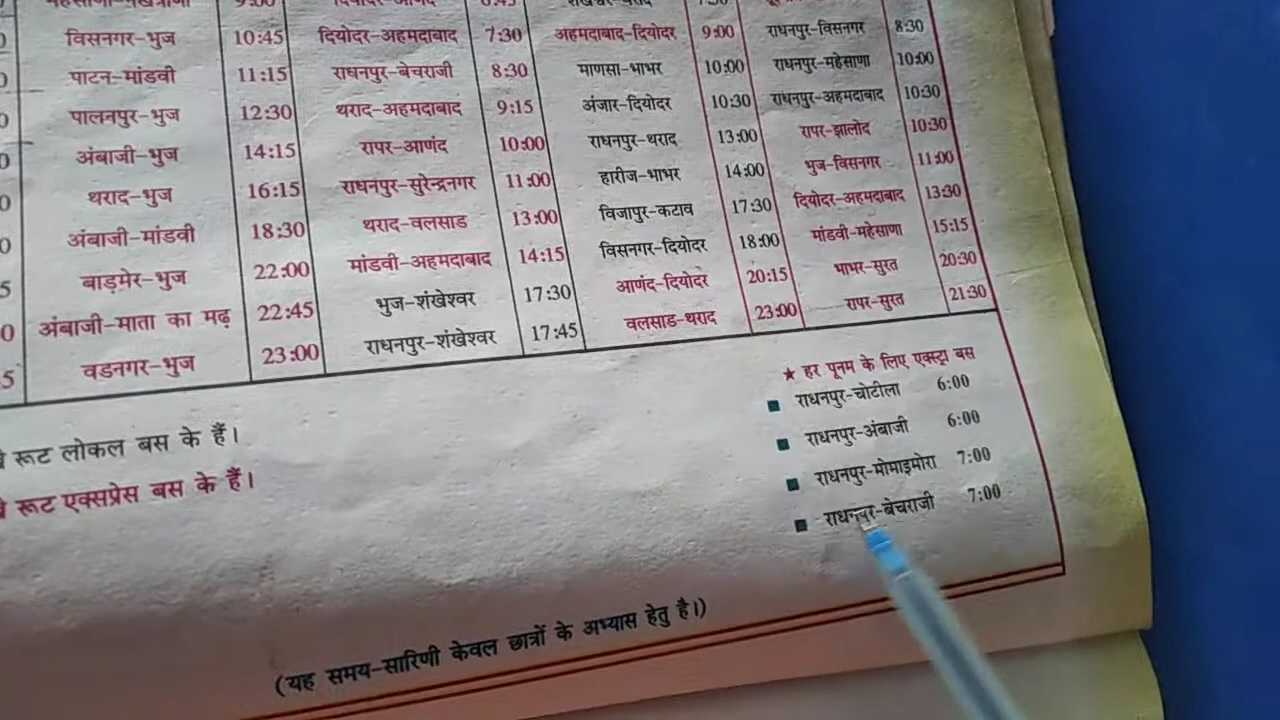 9:00 दियोदर-आणंद 6:45 7:30
विसनगर-भुज 10:45 दियोदर-अहमदाबाद 7:30 अहमदाबाद-दियोदर 9:00 राधनपुर-विसनगर 8:30
पाटन-मांडवी 11:15 राधनपुर-बेचराजी 8:30 माणसा-भाभर 10:00 राधनपुर-महेसाणा 10:00
पालनपुर-भुज 12:30 थराद-अहमदाबाद 9:15 अंजार-दियोदर 10:30 राधनपुर-अहमदाबाद 10:30
अंबाजी-भुज 14:15 रापर-आणंद 10:00 राधनपुर-थराद 13:00 रापर-झालोद 10:30
थराद-भुज 16:15 राधनपुर-सुरेन्द्रनगर 11:00 हारीज-भाभर 14:00 भुज-विसनगर 11:00
अंबाजी-मांडवी 18:30 थराद-वलसाड 13:00 विजापुर-कटाव 17:30 दियोदर-अहमदाबाद 13:30
बाड़मेर-भुज 22:00 मांडवी-अहमदाबाद 14:15 विसनगर-दियोदर 18:00 मांडवी-महेसाणा 15:15
अंबाजी-माता का मढ़ 22:45 भुज-शंखेश्वर 17:30 आणंद-दियोदर 20:15 भाभर-सुरत 20:30
वडनगर-भुज 23:00 राधनपुर-शंखेश्वर 17:45 वलसाड-थराद 23:00 रापर-सुरत 21:30
★ हर पूनम के लिए एक्स्ट्रा बस
राधनपुर-चोटीला 6:00
राधनपुर-अंबाजी 6:00
राधनपुर-मोमाइमोरा 7:00
राधनपुर-बेचराजी 7:00
रूट लोकल बस के हैं।
रूट एक्सप्रेस बस के हैं।
(यह समय-सारिणी केवल छात्रों के अभ्यास हेतु है।)